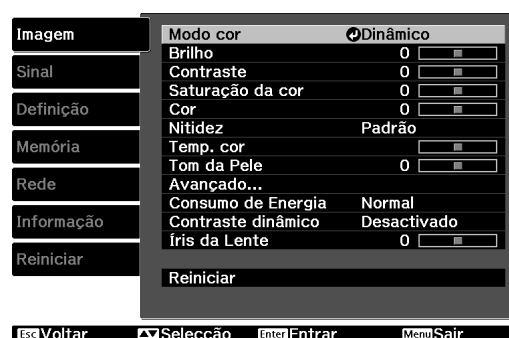 Imagem
Sinal
Definição
Memória
Rede
Informação
Reiniciar
Modo cor Dinâmico
Brilho 0
Contraste 0
Saturação da cor 0
Cor 0
Nitidez Padrão
Temp. cor
Tom da Pele 0
Avançado...
Consumo de Energia Normal
Contraste dinâmico Desactivado
Íris da Lente 0
Reiniciar
Esc Voltar Selecção Enter Entrar Menu Sair